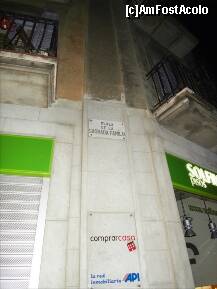 [c]AmFostAcolo
PLAÇA
DE LA
SAGRADA FAMILIA
comprarcasa
la red
inmobiliaria API